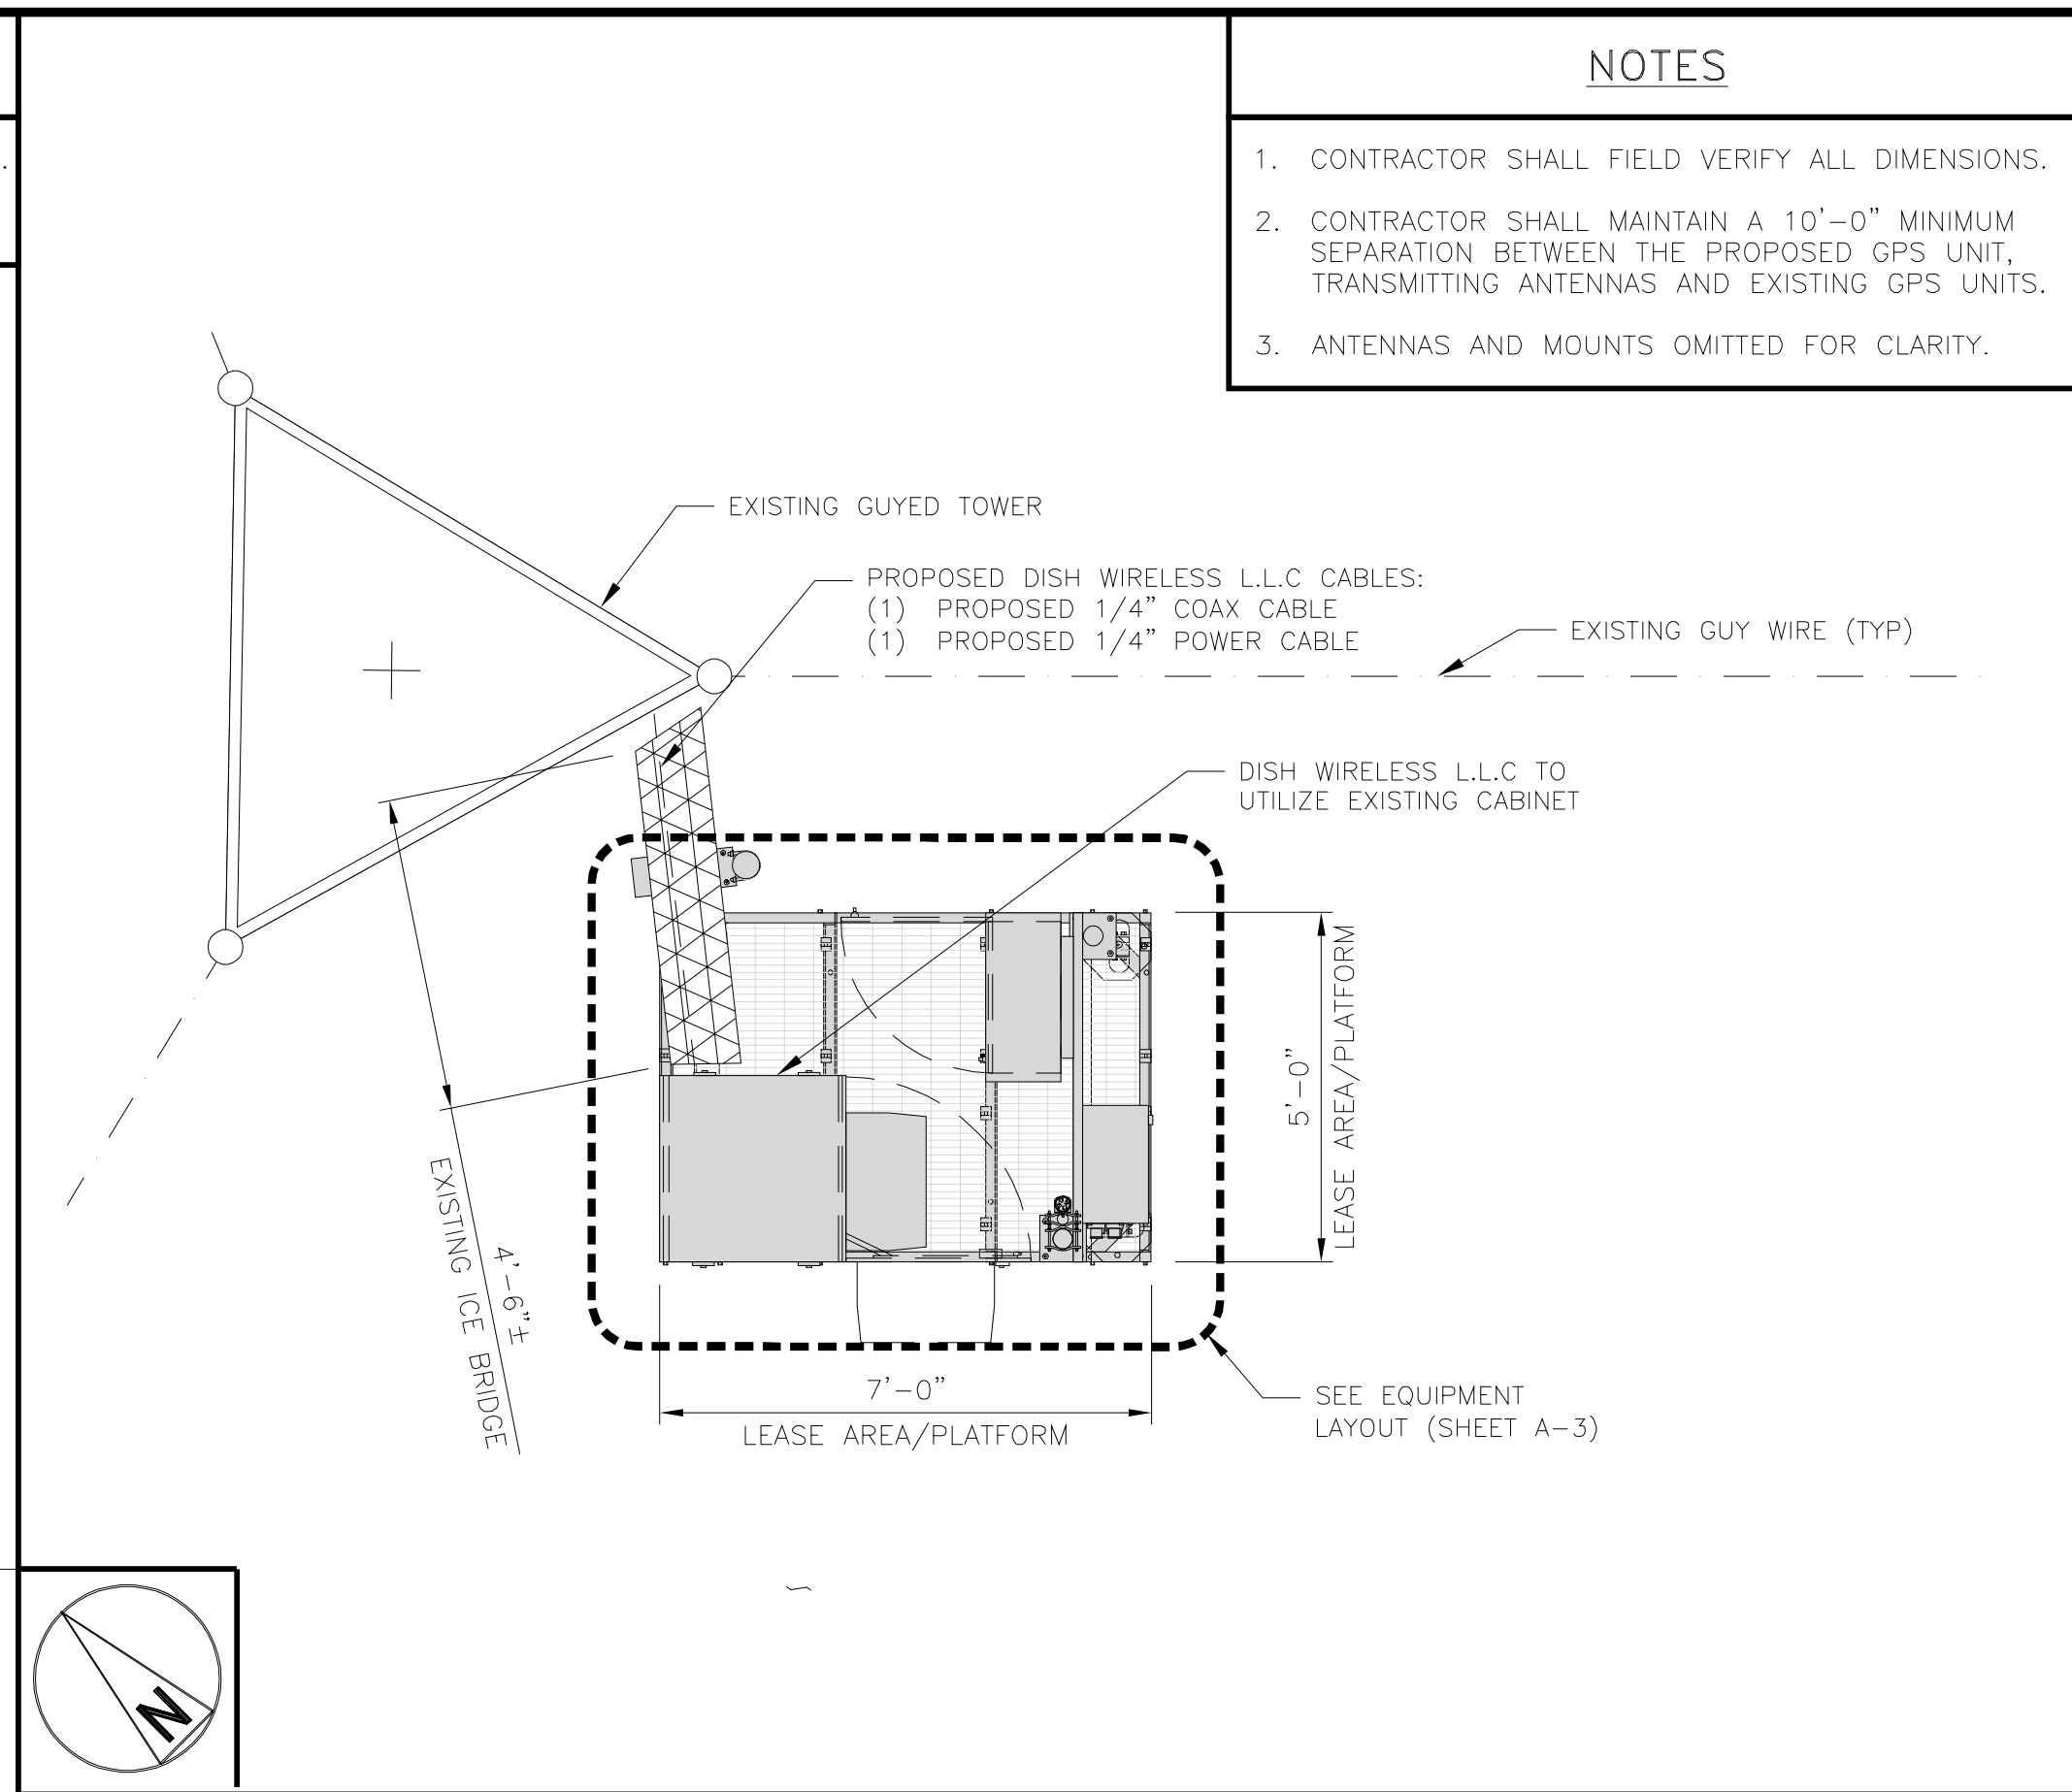 NOTES
1. CONTRACTOR SHALL FIELD VERIFY ALL DIMENSIONS.
2. CONTRACTOR SHALL MAINTAIN A 10'-0" MINIMUM
SEPARATION BETWEEN THE PROPOSED GPS UNIT,
TRANSMITTING ANTENNAS AND EXISTING GPS UNITS.
3. ANTENNAS AND MOUNTS OMITTED FOR CLARITY.
EXISTING GUYED TOWER
PROPOSED DISH WIRELESS L.L.C CABLES:
(1) PROPOSED 1/4" COAX CABLE
(1) PROPOSED 1/4" POWER CABLE
EXISTING GUY WIRE (TYP)
DISH WIRELESS L.L.C TO
UTILIZE EXISTING CABINET
5'-0"
LEASE AREA/PLATFORM
4'-6"±
EXISTING ICE BRIDGE
7'-0"
LEASE AREA/PLATFORM
SEE EQUIPMENT
LAYOUT (SHEET A-3)
N